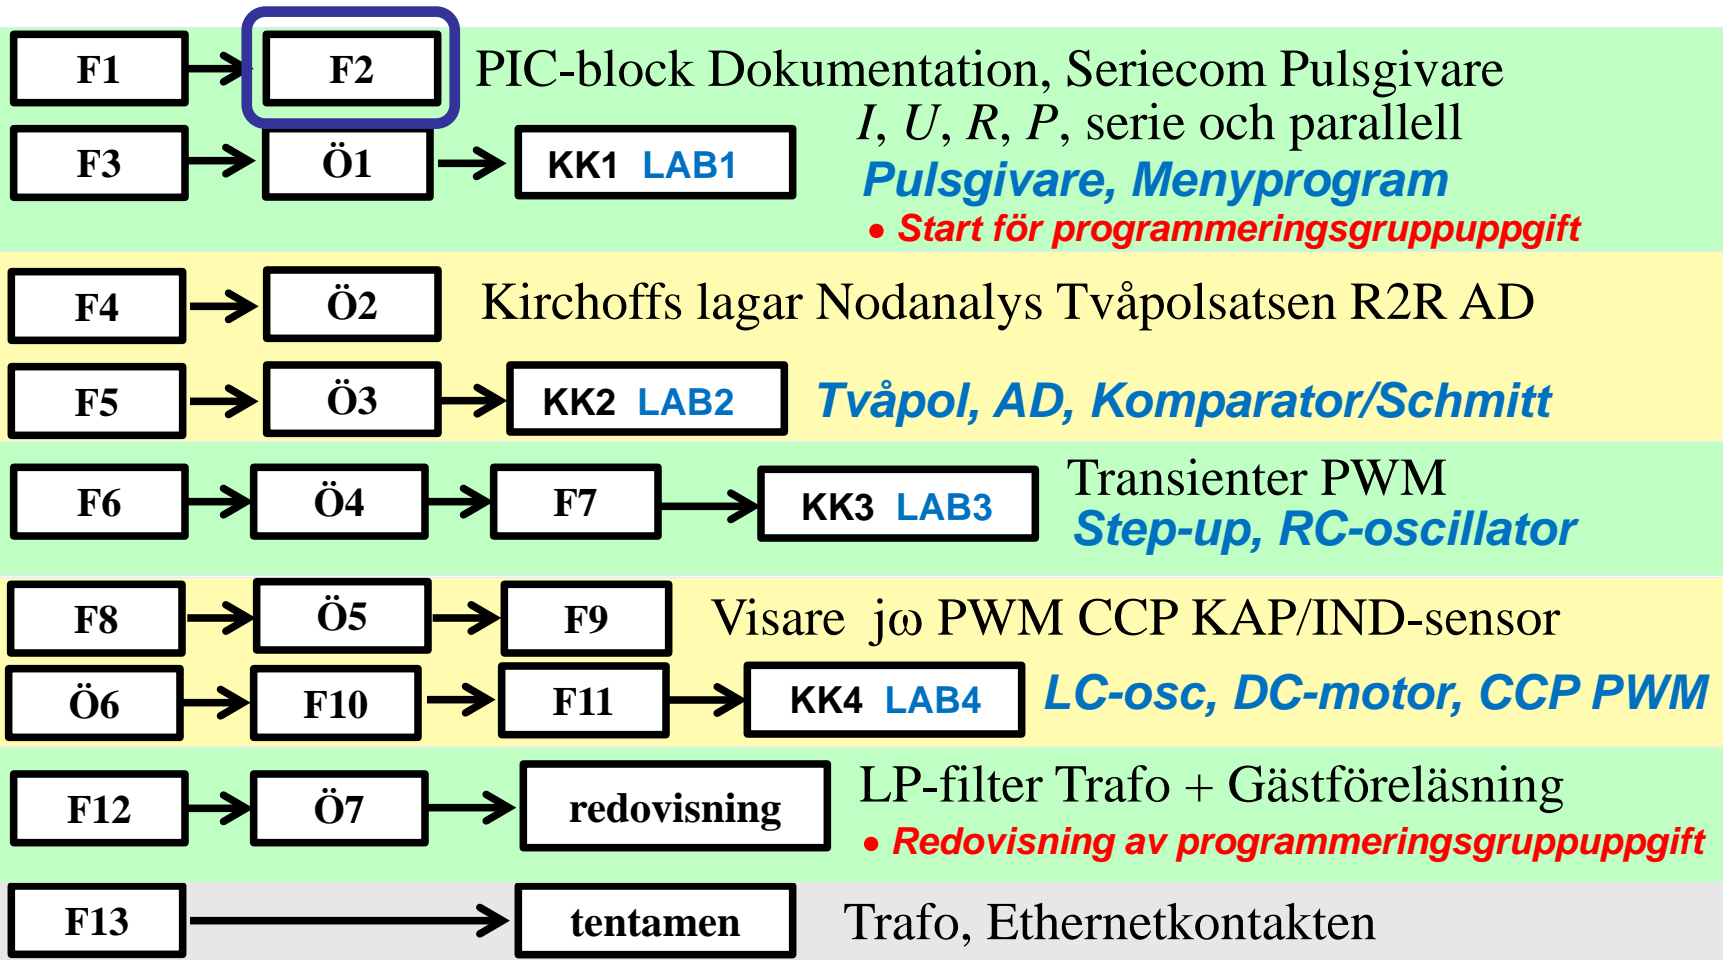 F1 F2 PIC-block Dokumentation, Seriecom Pulsgivare
I, U, R, P, serie och parallell
F3 Ö1 KK1 LAB1 Pulsgivare, Menyprogram
• Start för programmeringsgruppuppgift
F4 Ö2 Kirchoffs lagar Nodanalys Tvåpolsatsen R2R AD
F5 Ö3 KK2 LAB2 Tvåpol, AD, Komparator/Schmitt
F6 Ö4 F7 KK3 LAB3 Transienter PWM
Step-up, RC-oscillator
F8 Ö5 F9 Visare jω PWM CCP KAP/IND-sensor
Ö6 F10 F11 KK4 LAB4 LC-osc, DC-motor, CCP PWM
F12 Ö7 redovisning LP-filter Trafo + Gästföreläsning
• Redovisning av programmeringsgruppuppgift
F13 tentamen Trafo, Ethernetkontakten